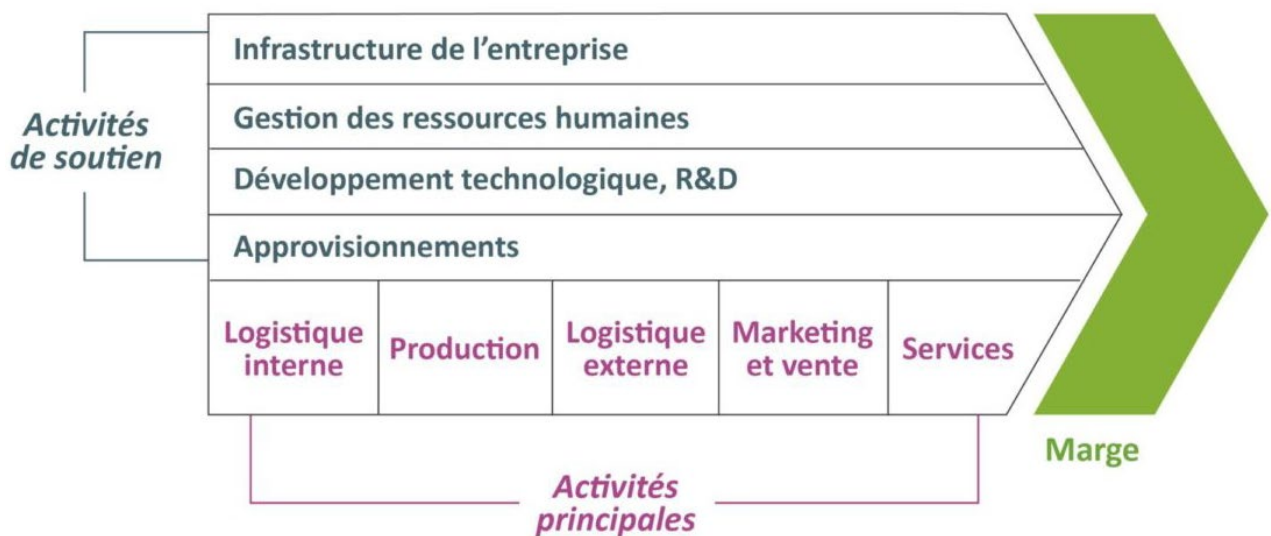 Infrastructure de l’entreprise
Gestion des ressources humaines
Activités
de soutien
Développement technologique, R&D
Approvisionnements
Logistique
interne
Production
Logistique
externe
Marketing
et vente
Services
Marge
Activités
principales